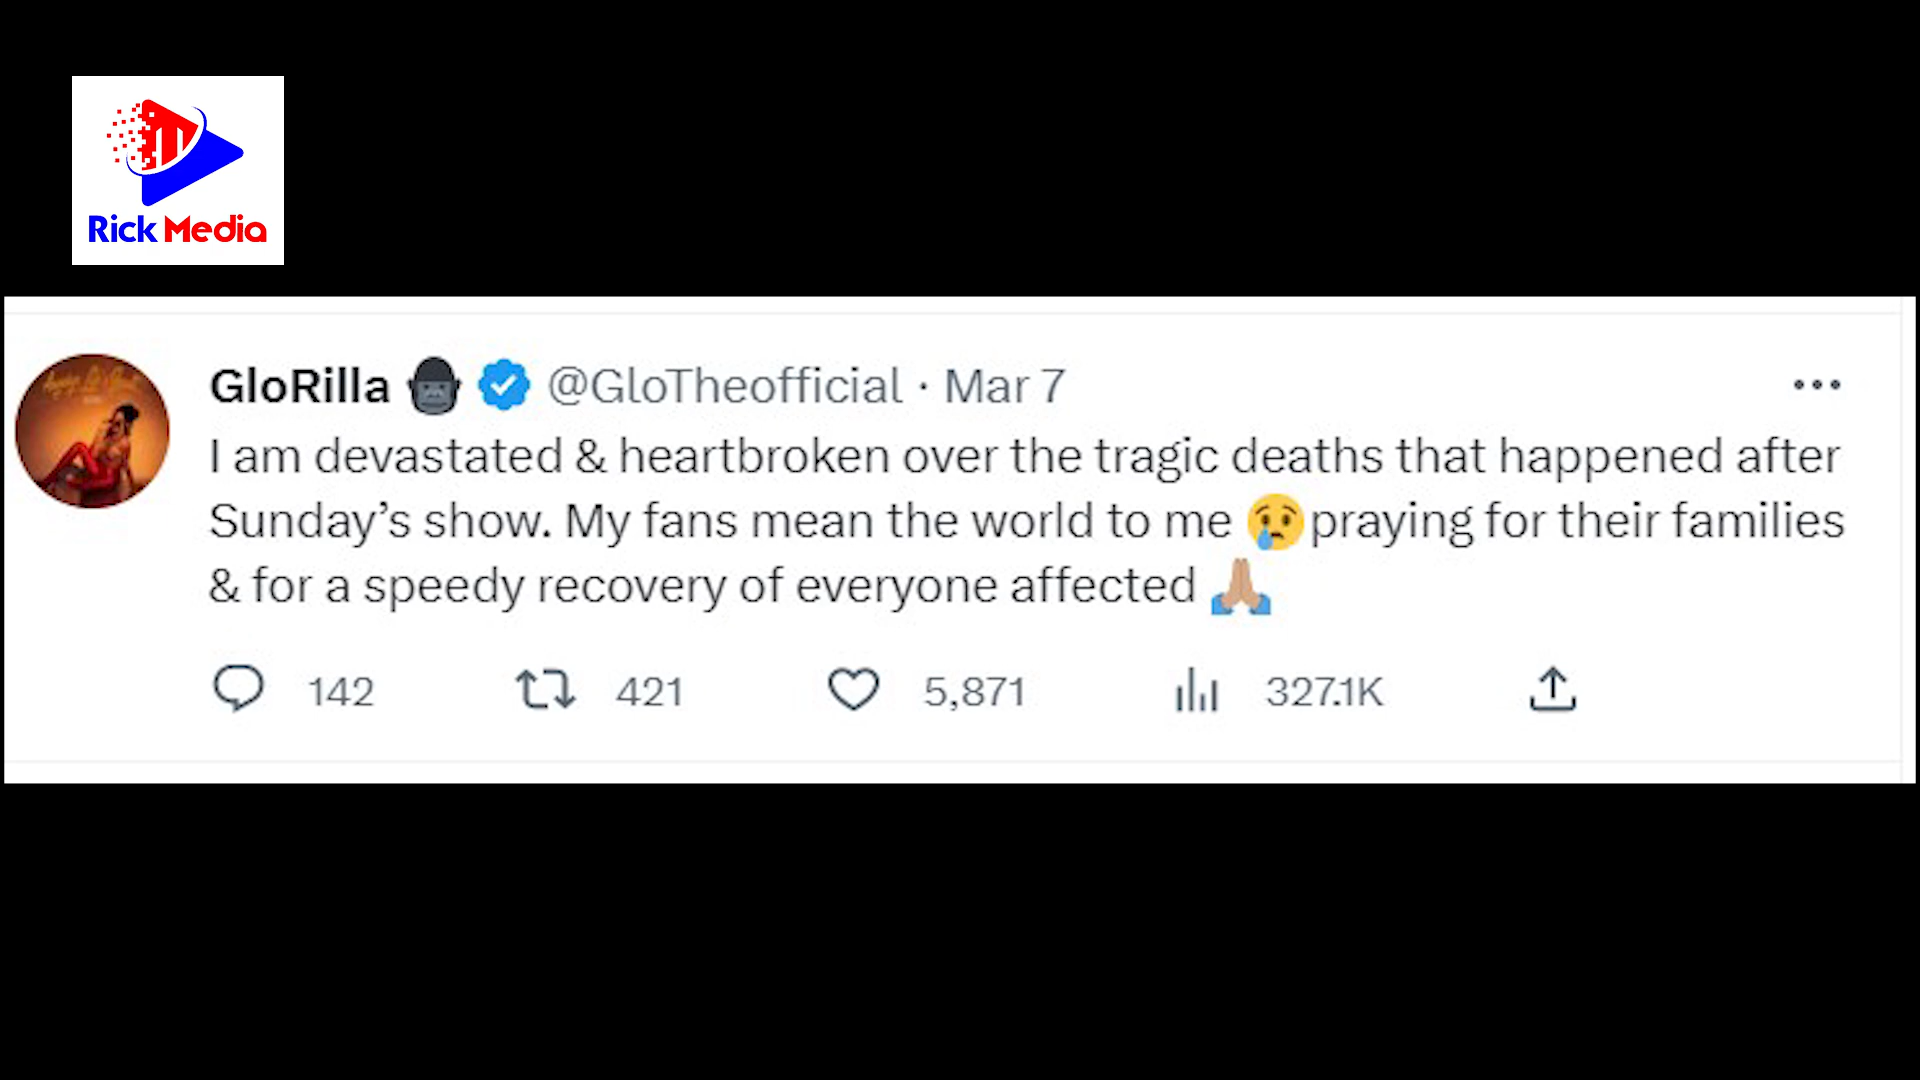 Rick Media
GloRilla 🦍 @GloTheofficial · Mar 7
I am devastated & heartbroken over the tragic deaths that happened after
Sunday’s show. My fans mean the world to me 😢praying for their families
& for a speedy recovery of everyone affected 🙏🏽
142 421 5,871 327.1K